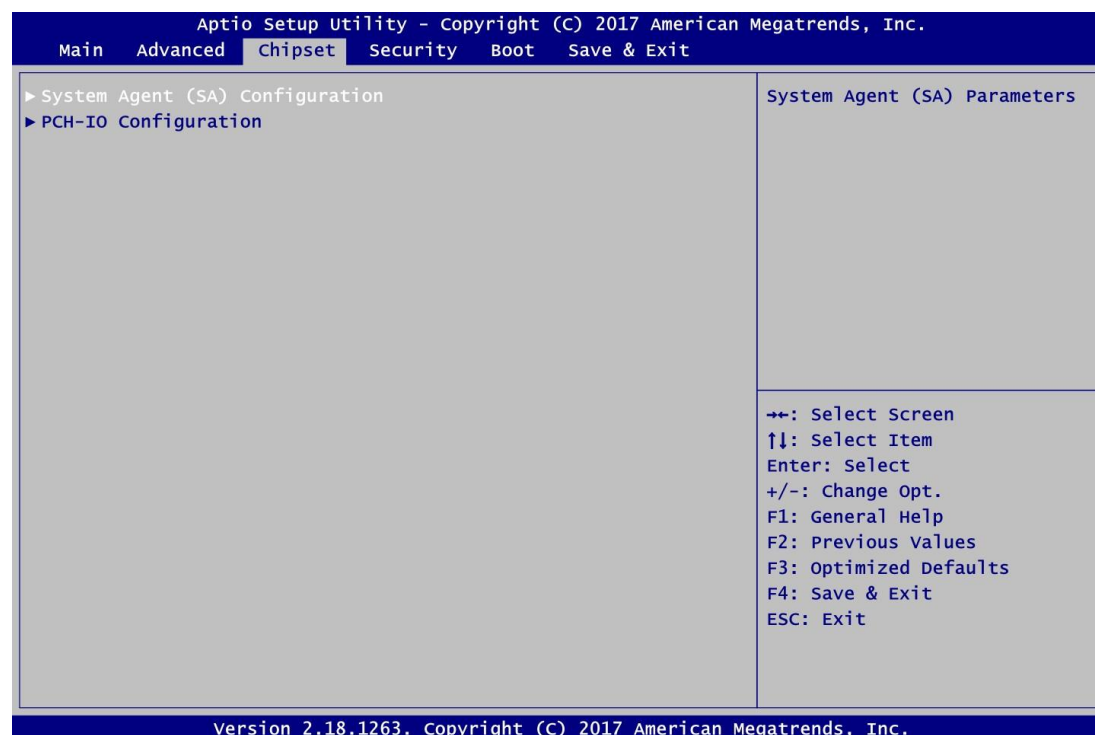 Aptio Setup Utility - Copyright (C) 2017 American Megatrends, Inc.
Main Advanced Chipset Security Boot Save & Exit
▶ System Agent (SA) Configuration
▶ PCH-IO Configuration
System Agent (SA) Parameters
→←: Select Screen
↑↓: Select Item
Enter: Select
+/-: Change Opt.
F1: General Help
F2: Previous Values
F3: Optimized Defaults
F4: Save & Exit
ESC: Exit
Version 2.18.1263. Copyright (C) 2017 American Megatrends, Inc.